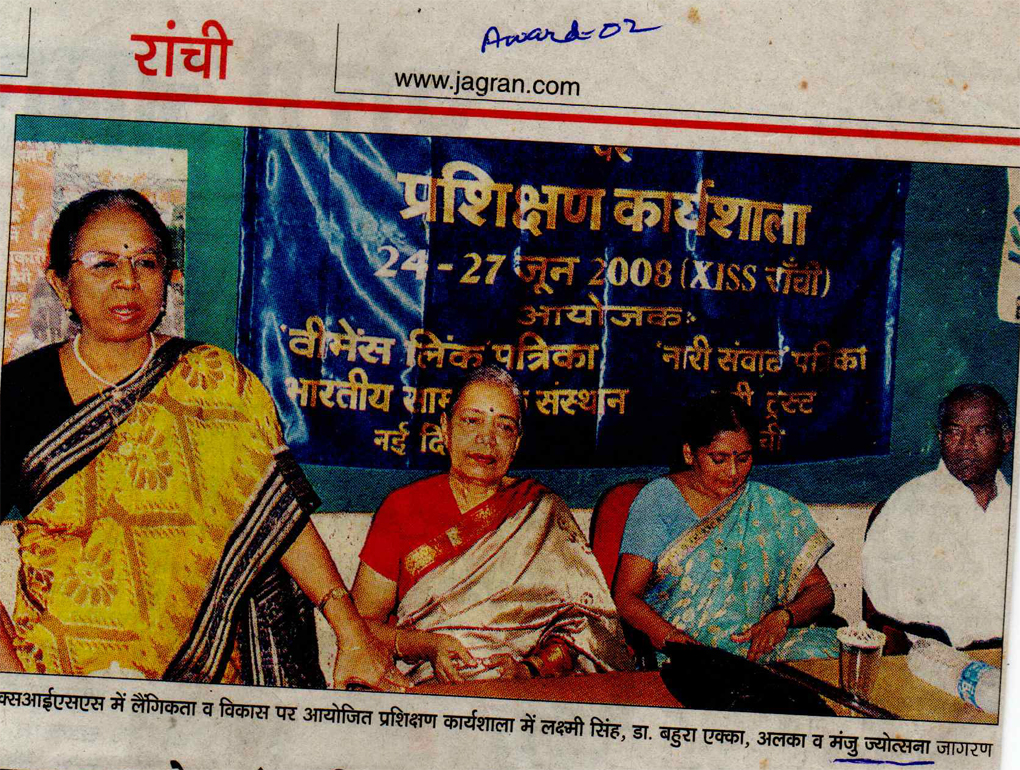 रांची
Award-02
www.jagran.com
पर
प्रशिक्षण कार्यशाला
24-27 जून 2008 (XISS राँची)
आयोजकः
'वीमेंस लिंक पत्रिका 'नारी संवाद पत्रिका
भारतीय संस्थान ट्रस्ट
नई
क्सआईएसएस में लैंगिकता व विकास पर आयोजित प्रशिक्षण कार्यशाला में लक्ष्मी सिंह, डा. बहुरा एक्का, अलका व मंजु ज्योत्सना जागरण